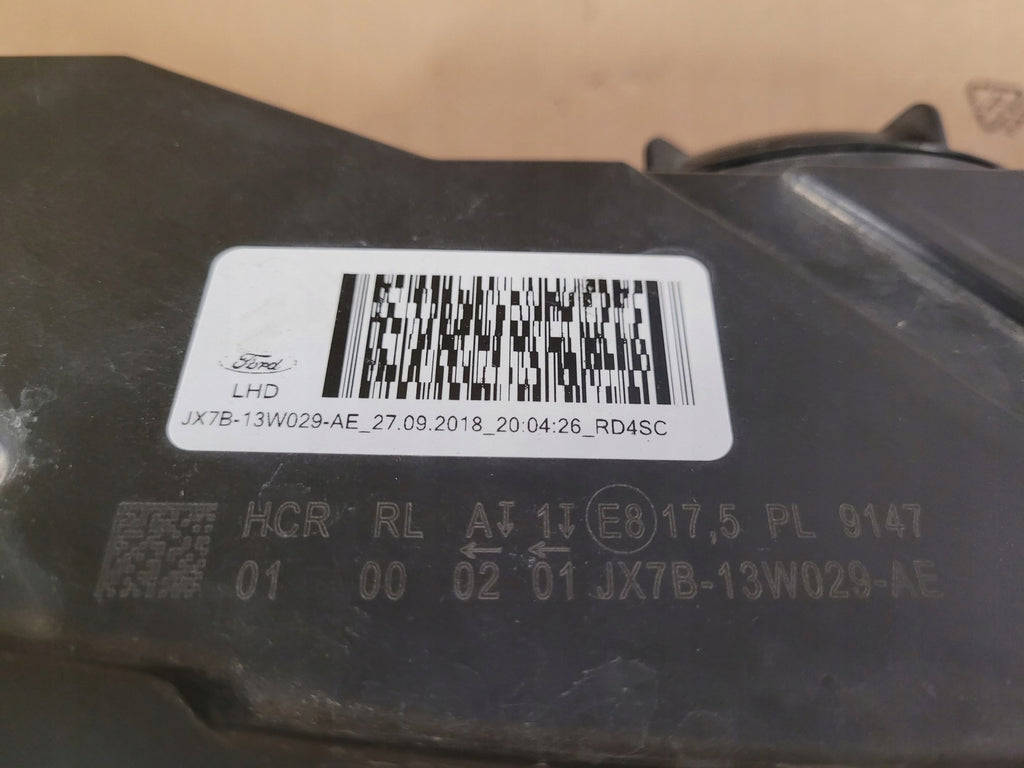 Ford
LHD
JX7B-13W029-AE_27.09.2018_20:04:26_RD4SC
HCR RL A 1 E8 17,5 PL 9147
01 00 02 01 JX7B-13W029-AE